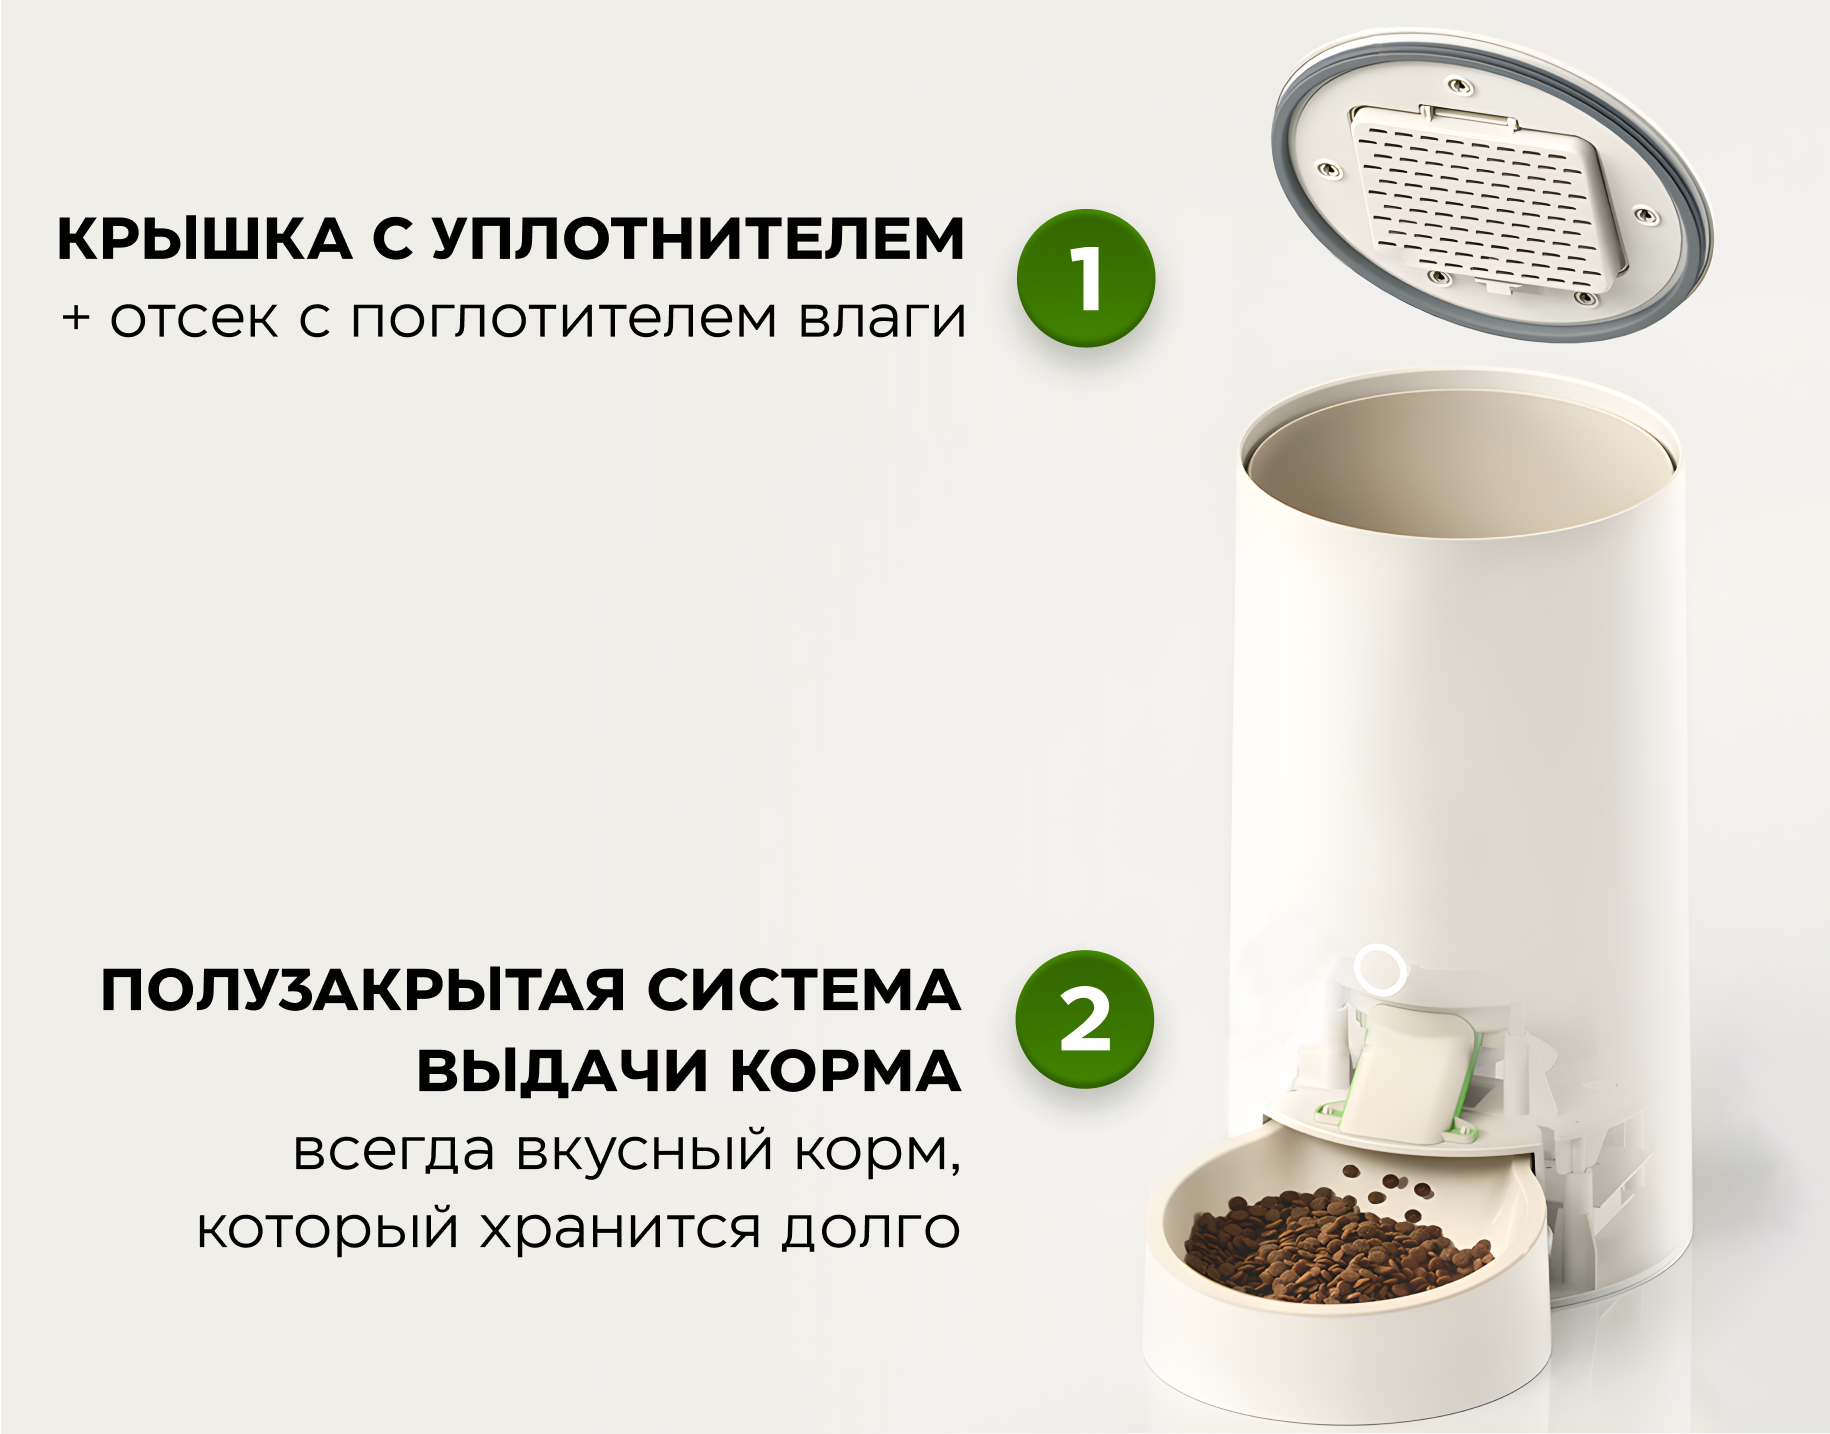 КРЫШКА С УПЛОТНИТЕЛЕМ
+ отсек с поглотителем влаги
1
ПОЛУЗАКРЫТАЯ СИСТЕМА
ВЫДАЧИ КОРМА
всегда вкусный корм,
который хранится долго
2